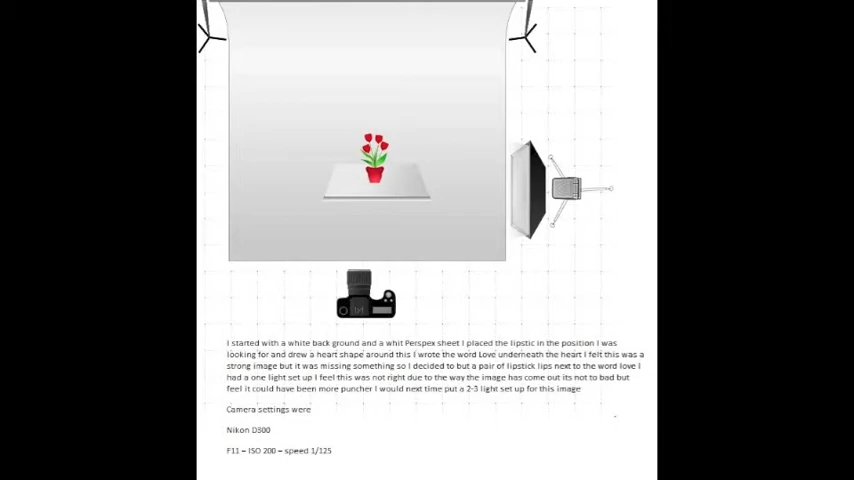 I started with a white back ground and a whit Perspex sheet I placed the lipstic in the position I was
looking for and drew a heart shape around this I wrote the word Love underneath the heart I felt this was a
strong image but it was missing something so I decided to but a pair of lipstick lips next to the word love I
had a one light set up I feel this was not right due to the way the image has come out its not to bad but
feel it could have been more puncher I would next time put a 2-3 light set up for this image
Camera settings were
Nikon D300
F11 – ISO 200 – speed 1/125